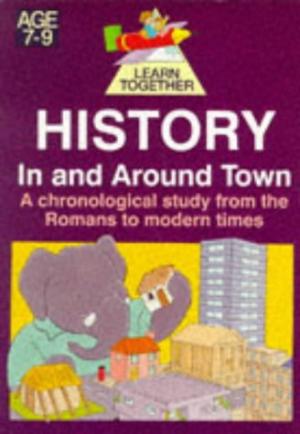 AGE
7-9
LEARN
TOGETHER
HISTORY
In and Around Town
A chronological study from the
Romans to modern times